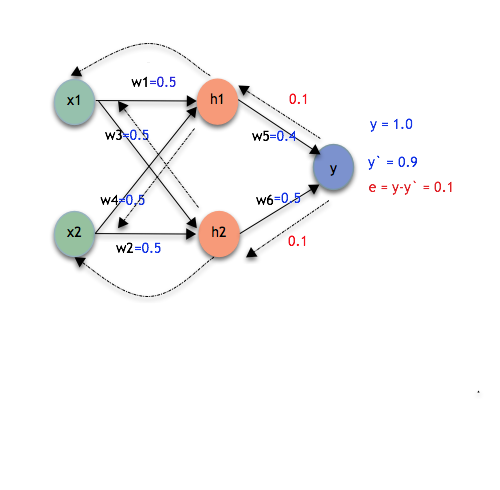 w1=0.5
x1
h1
0.1
w3=0.5
w5=0.4
y = 1.0
y
y` = 0.9
e = y-y` = 0.1
w4=0.5
w6=0.5
x2
h2
w2=0.5
0.1